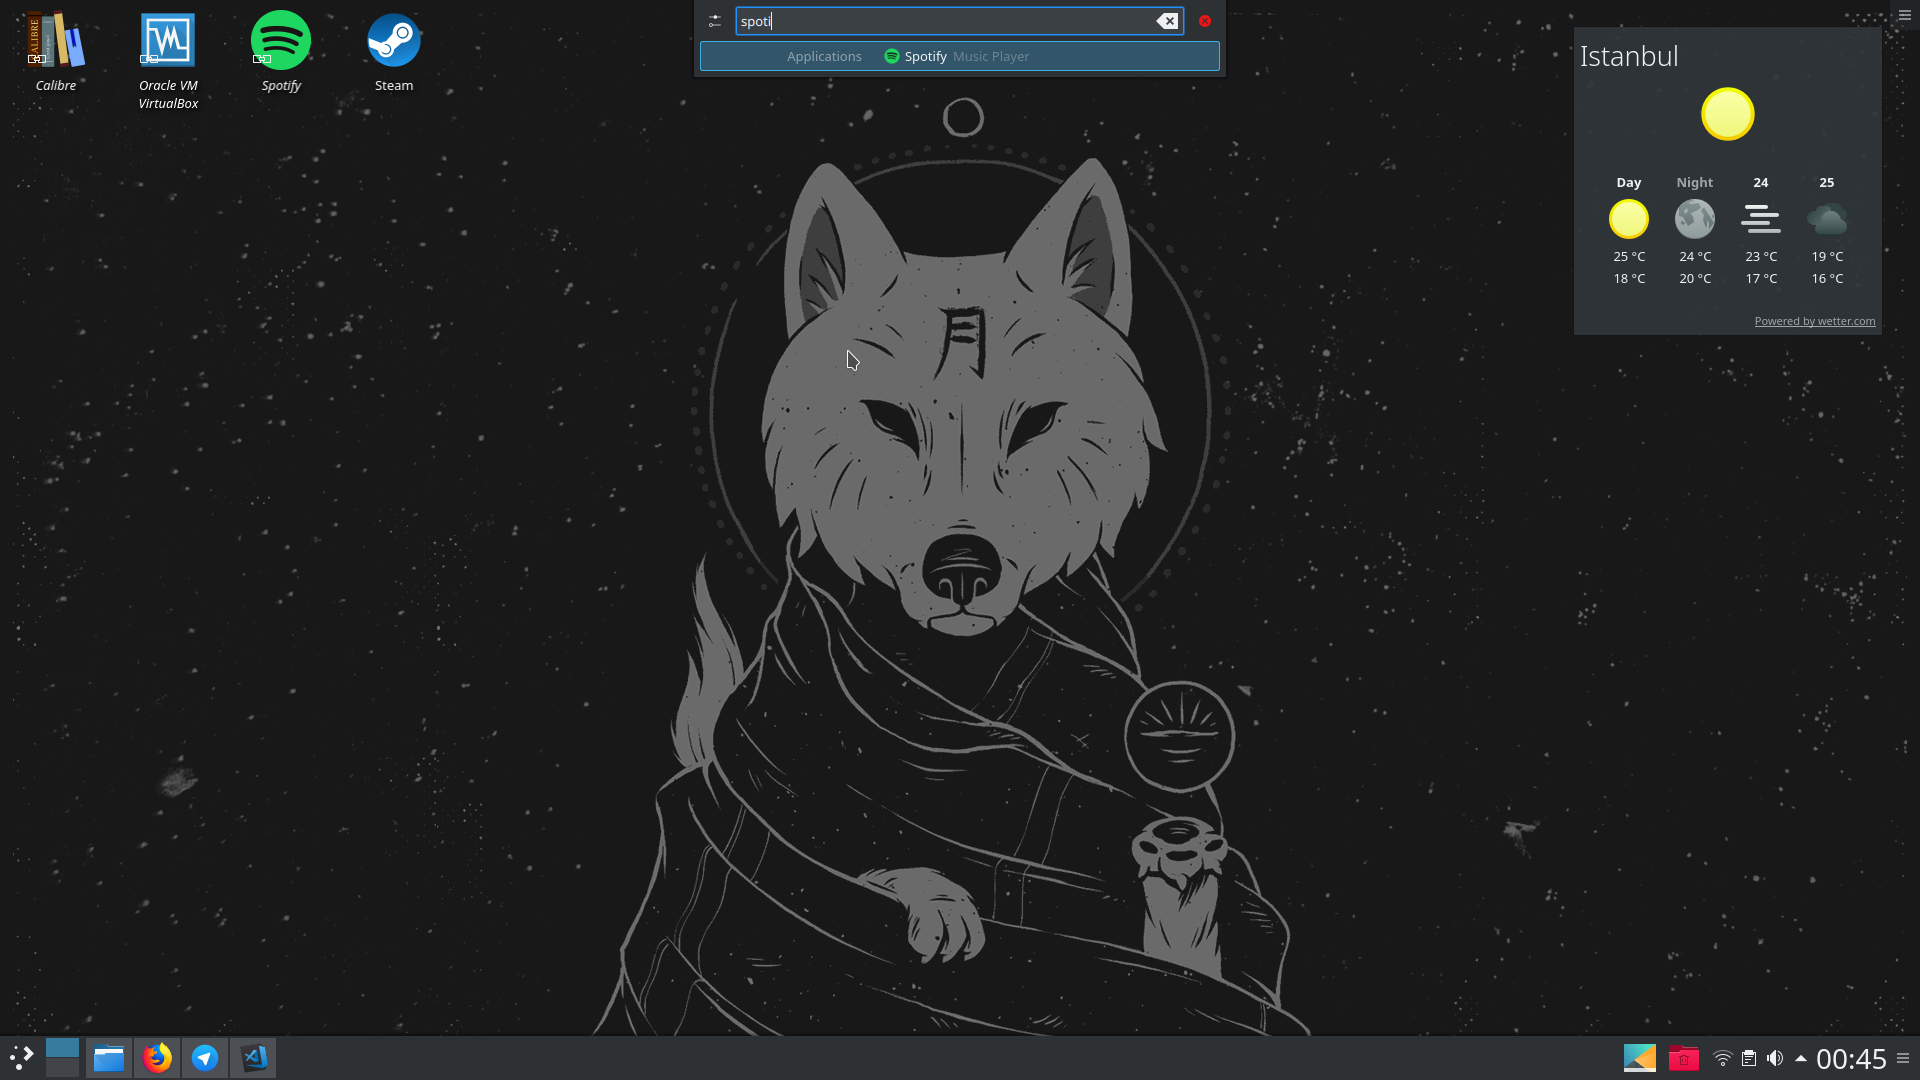 spoti
Applications Spotify Music Player
CALIBRE
Calibre
Oracle VM
VirtualBox
Spotify
Steam
Istanbul
Day Night 24 25
25 °C 24 °C 23 °C 19 °C
18 °C 20 °C 17 °C 16 °C
Powered by wetter.com
月
00:45